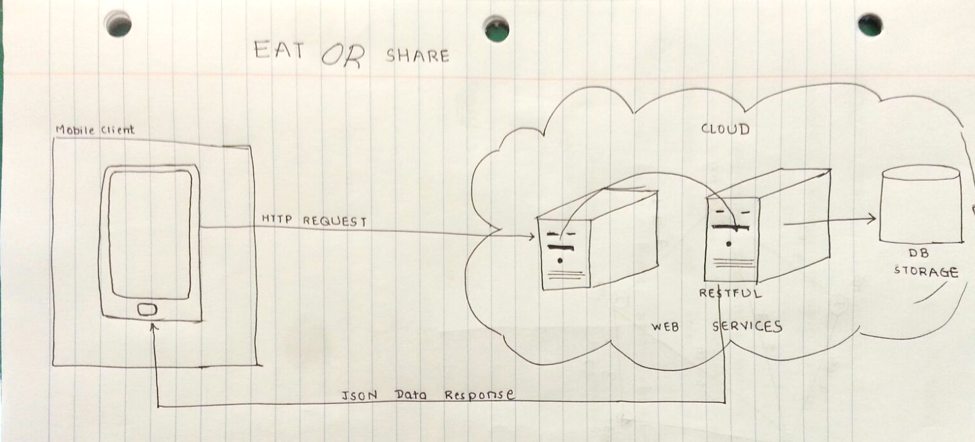 EAT OR SHARE
Mobile Client
CLOUD
HTTP REQUEST
DB
STORAGE
RESTFUL
WEB SERVICES
JSON Data Response